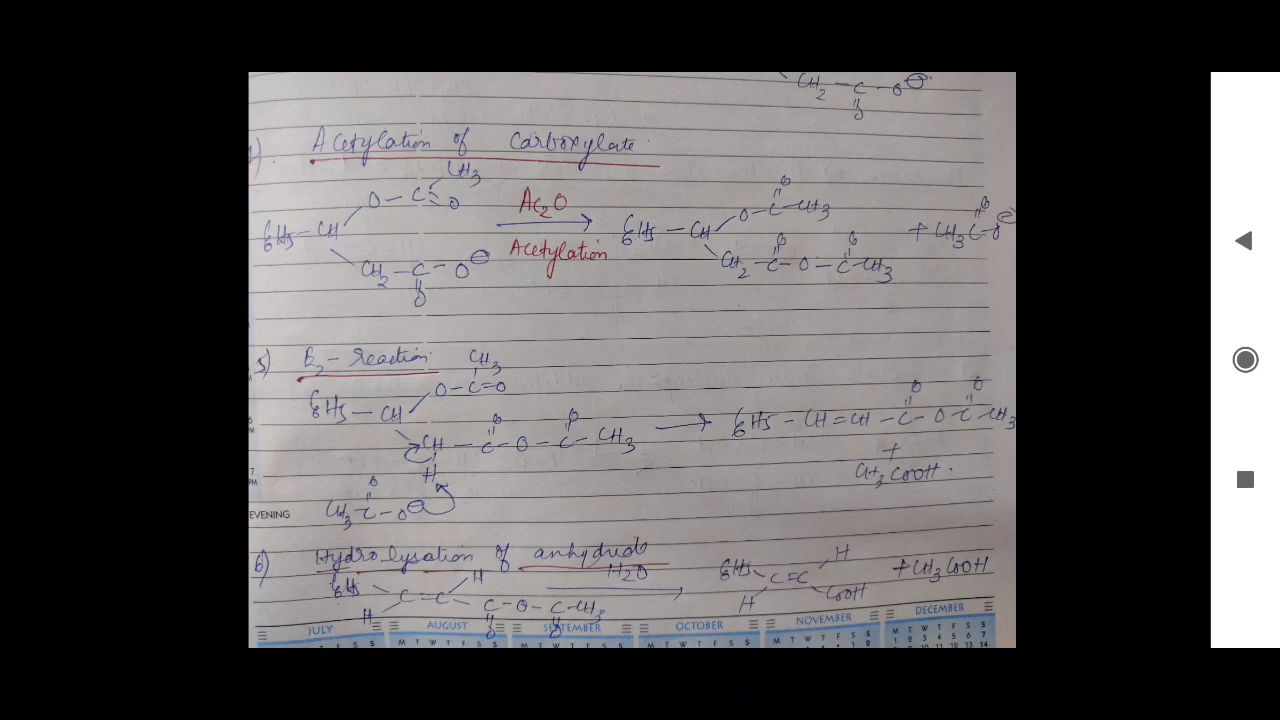 CH2 - C - O⊖
O
4) Acetylation of Carboxylate
CH3
O - C = O
C6H5 - CH
CH2 - C - O⊖
O
Ac2O
Acetylation
O
O - C - CH3
C6H5 - CH
O O
CH2 - C - O - C - CH3
O
+ CH3 C - O⊖
5) E2 - reaction
CH3
O - C = O
C6H5 - CH
O O
CH - C - O - C - CH3
H
O
CH3 C - O⊖
O O
C6H5 - CH = CH - C - O - C - CH3
+
CH3COOH.
EVENING
6) Hydrolysation of anhydride
H2O
C6H5 H
C = C
H C - O - C - CH3
O O
C6H5 H
C = C
H COOH
+ CH3COOH
JULY AUGUST SEPTEMBER OCTOBER NOVEMBER DECEMBER